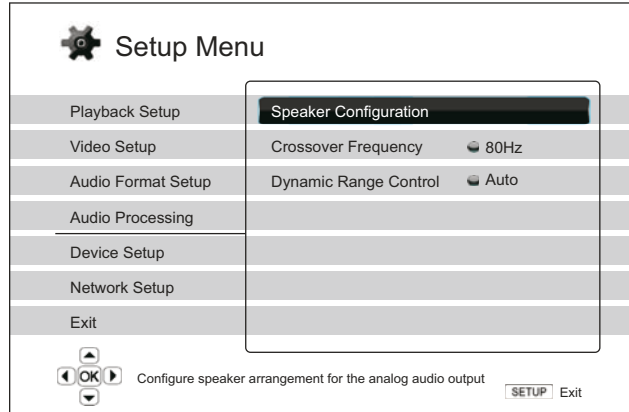 Setup Menu
Playback Setup
Speaker Configuration
Video Setup
Crossover Frequency 80Hz
Audio Format Setup
Dynamic Range Control Auto
Audio Processing
Device Setup
Network Setup
Exit
OK
Configure speaker arrangement for the analog audio output
SETUP Exit